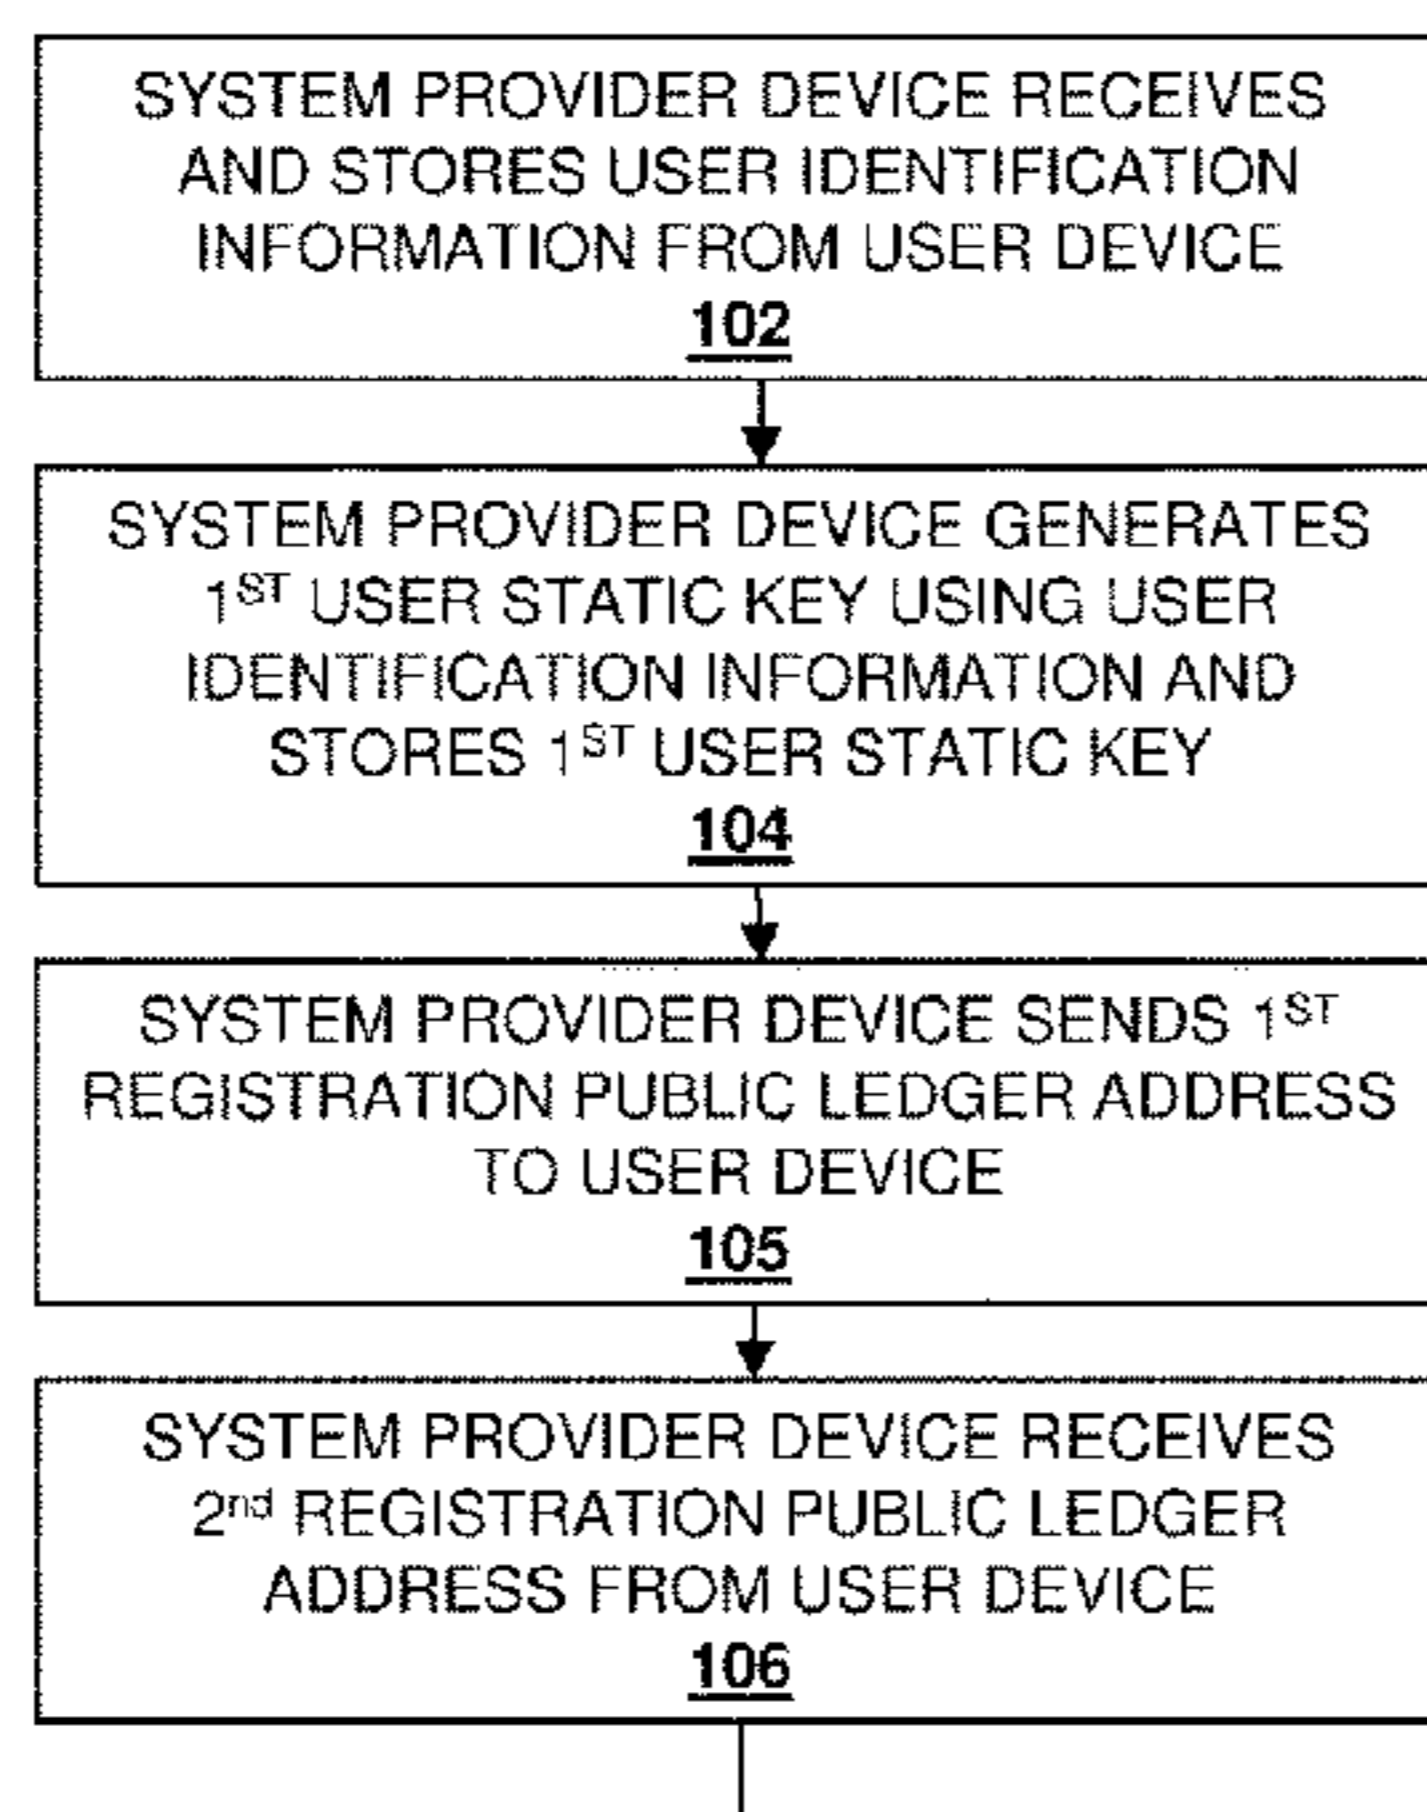 SYSTEM PROVIDER DEVICE RECEIVES
AND STORES USER IDENTIFICATION
INFORMATION FROM USER DEVICE
102
SYSTEM PROVIDER DEVICE GENERATES
1ST USER STATIC KEY USING USER
IDENTIFICATION INFORMATION AND
STORES 1ST USER STATIC KEY
104
SYSTEM PROVIDER DEVICE SENDS 1ST
REGISTRATION PUBLIC LEDGER ADDRESS
TO USER DEVICE
105
SYSTEM PROVIDER DEVICE RECEIVES
2nd REGISTRATION PUBLIC LEDGER
ADDRESS FROM USER DEVICE
106